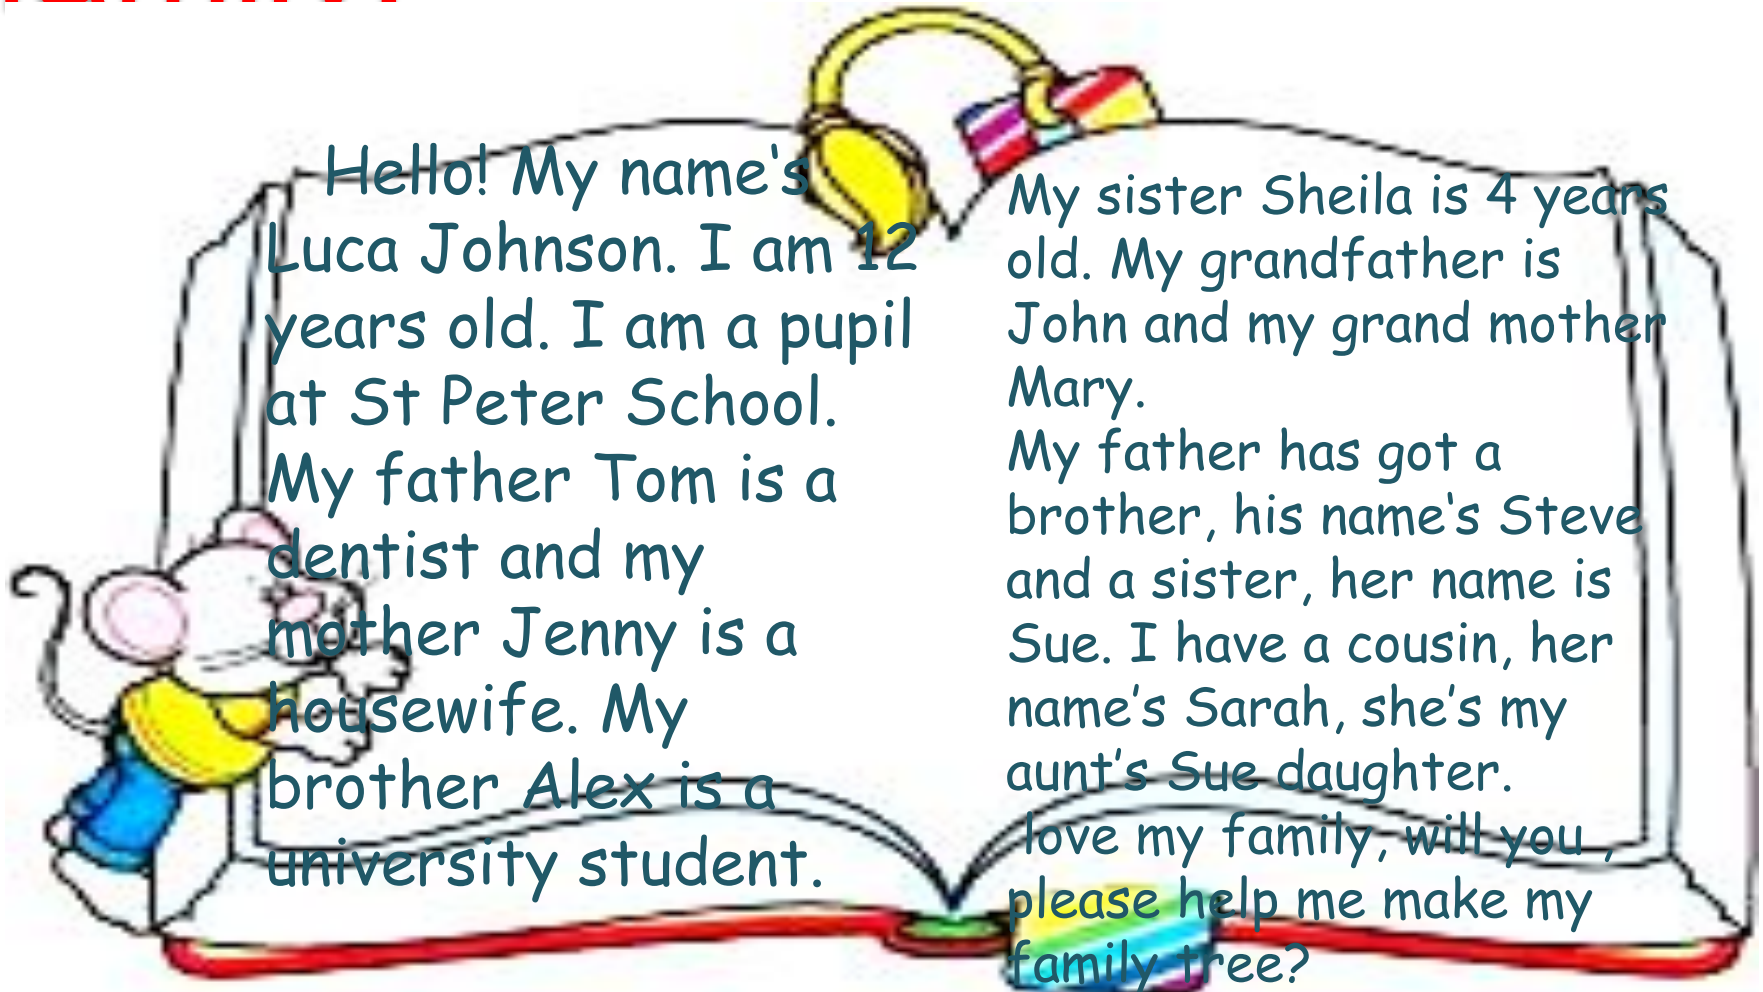 Hello! My name‘s
Luca Johnson. I am 12
years old. I am a pupil
at St Peter School.
My father Tom is a
dentist and my
mother Jenny is a
housewife. My
brother Alex is a
university student.
My sister Sheila is 4 years
old. My grandfather is
John and my grand mother
Mary.
My father has got a
brother, his name‘s Steve
and a sister, her name is
Sue. I have a cousin, her
name’s Sarah, she’s my
aunt’s Sue daughter.
love my family, will you ,
please help me make my
family tree?